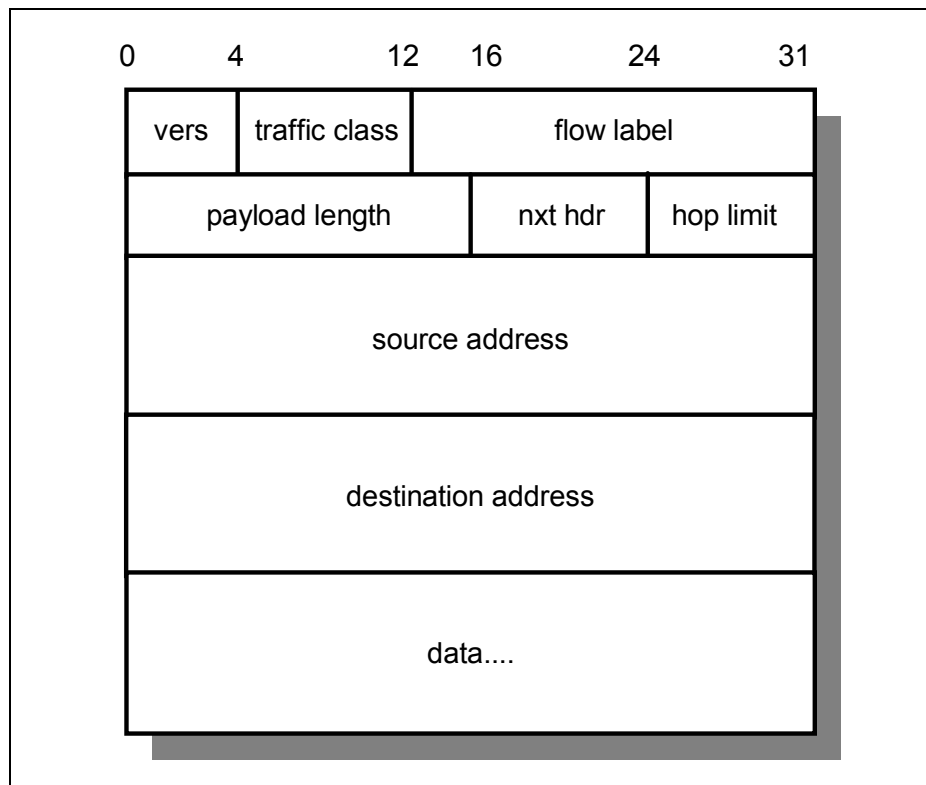 0 4 12 16 24 31
vers traffic class flow label
payload length nxt hdr hop limit
source address
destination address
data....